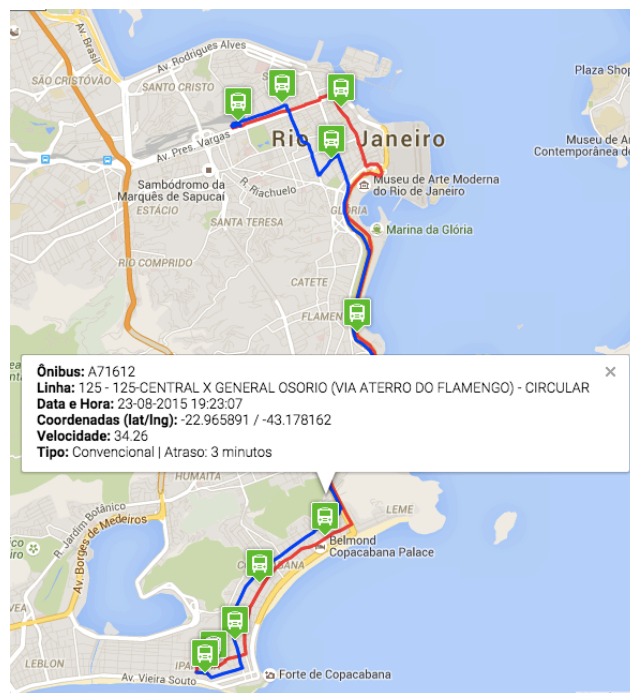 Av. Brasil
Av. Rodrigues Alves
SÃO CRISTÓVÃO
SANTO CRISTO
Plaza Shop
Av. Pres. Vargas
Rio Janeiro
Museu de Ar
Contemporânea de
Sambódromo da
Marquês de Sapucaí
R. Riachuelo
Museu de Arte Moderna
do Rio de Janeiro
ESTÁCIO
SANTA TERESA
GLÓRIA
Marina da Glória
RIO COMPRIDO
CATETE
FLAMEN
Ônibus: A71612
Linha: 125 - 125-CENTRAL X GENERAL OSORIO (VIA ATERRO DO FLAMENGO) - CIRCULAR
Data e Hora: 23-08-2015 19:23:07
Coordenadas (lat/lng): -22.965891 / -43.178162
Velocidade: 34.26
Tipo: Convencional | Atraso: 3 minutos
HUMAITÁ
R. Jardim Botânico
Av. Borges de Medeiros
LEME
Belmond
Copacabana Palace
LEBLON
Av. Vieira Souto
Forte de Copacabana